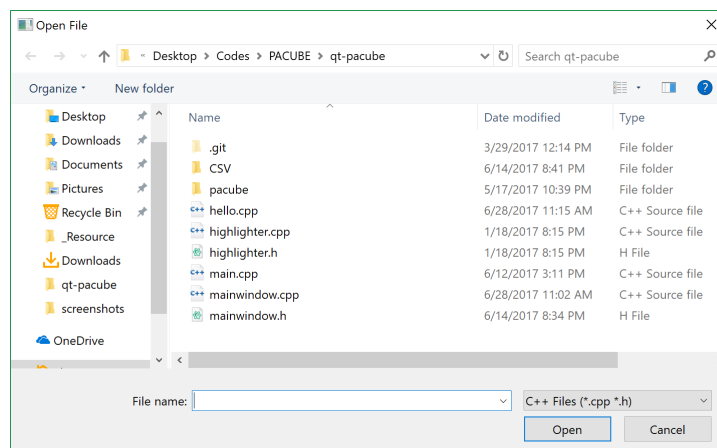 Open File
« Desktop > Codes > PACUBE > qt-pacube
Search qt-pacube
Organize
New folder
?
Desktop
Downloads
Documents
Pictures
Recycle Bin
_Resource
Downloads
qt-pacube
screenshots
OneDrive
Name Date modified Type
.git 3/29/2017 12:14 PM File folder
CSV 6/14/2017 8:41 PM File folder
pacube 5/17/2017 10:39 PM File folder
C++ hello.cpp 6/28/2017 11:15 AM C++ Source file
C++ highlighter.cpp 1/18/2017 8:15 PM C++ Source file
highlighter.h 1/18/2017 8:15 PM H File
C++ main.cpp 6/12/2017 3:11 PM C++ Source file
C++ mainwindow.cpp 6/28/2017 11:02 AM C++ Source file
mainwindow.h 6/14/2017 8:34 PM H File
File name:
C++ Files (*.cpp *.h)
Open
Cancel